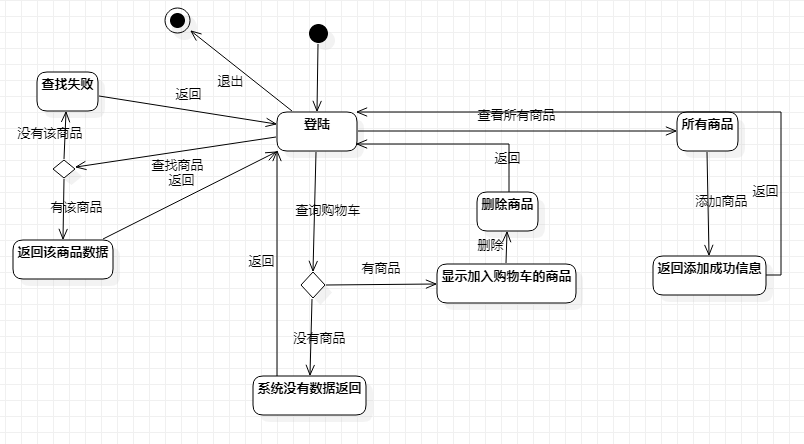 退出
查找失败
返回
查看所有商品
登陆
所有商品
没有该商品
查找商品
返回
返回
返回
添加商品
有该商品
查询购物车
删除商品
删除
返回该商品数据
返回
有商品
显示加入购物车的商品
返回添加成功信息
没有商品
系统没有数据返回